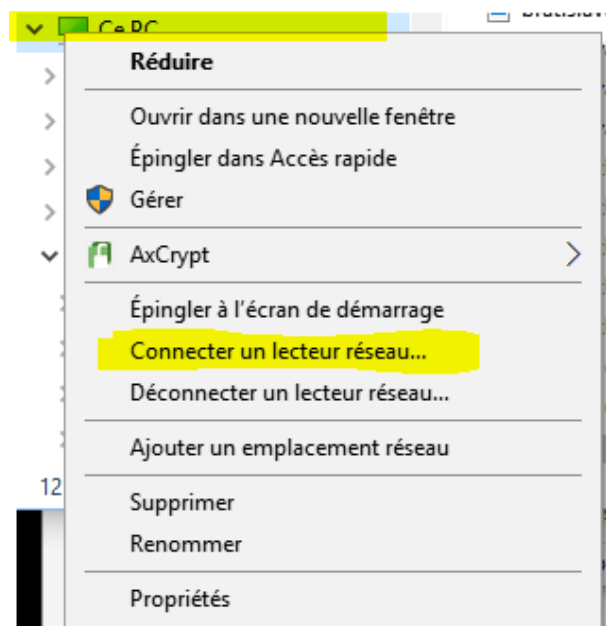 Ce PC
Réduire
Ouvrir dans une nouvelle fenêtre
Épingler dans Accès rapide
Gérer
AxCrypt
Épingler à l'écran de démarrage
Connecter un lecteur réseau...
Déconnecter un lecteur réseau...
Ajouter un emplacement réseau
12
Supprimer
Renommer
Propriétés